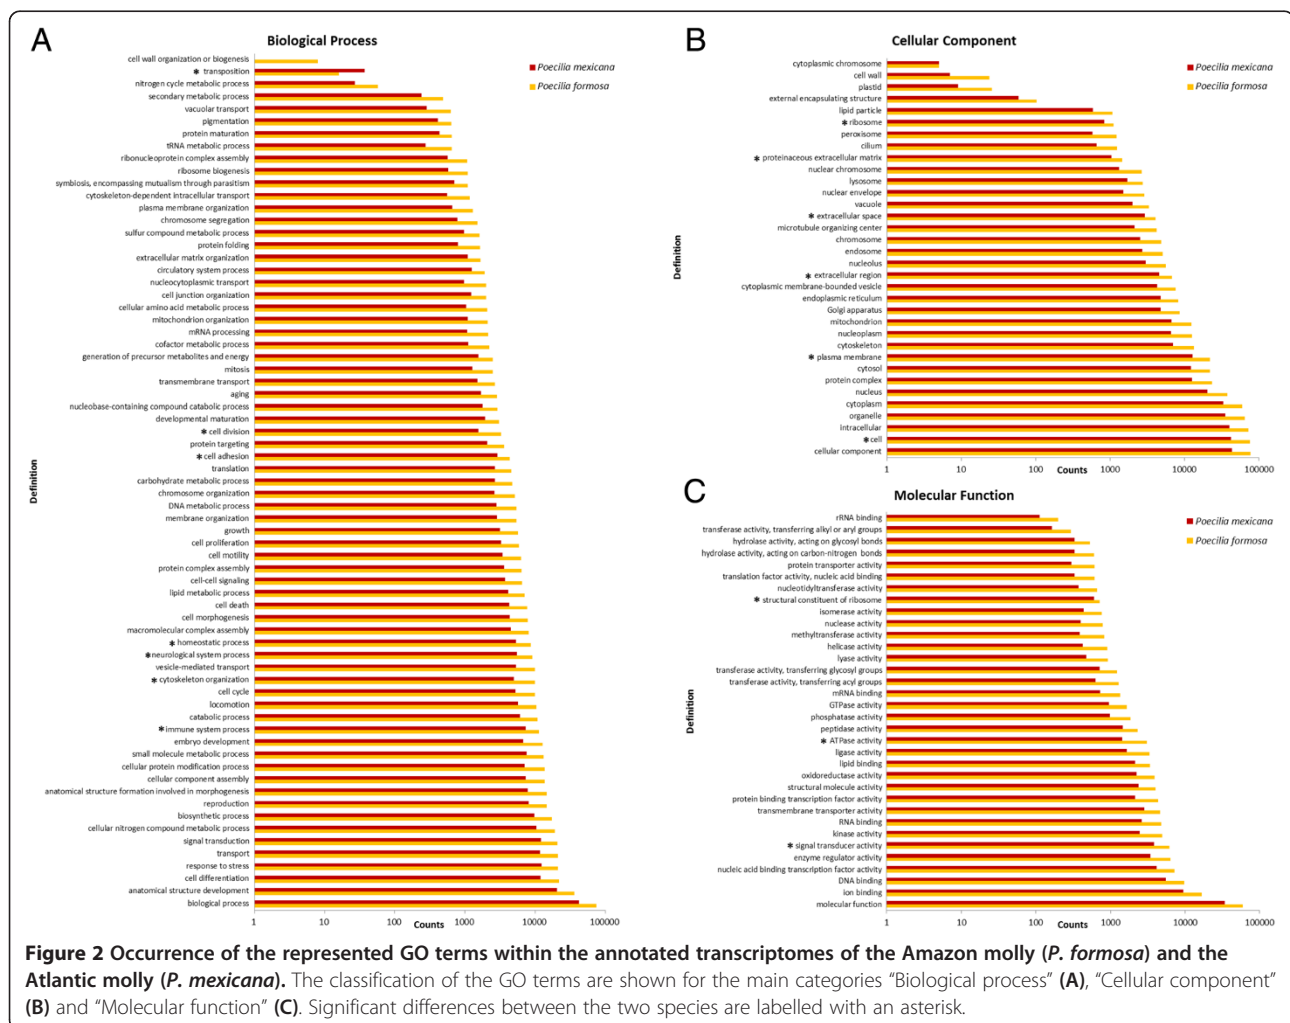 A
Biological Process
Poecilia mexicana
Poecilia formosa
Definition
cell wall organization or biogenesis
* transposition
nitrogen cycle metabolic process
secondary metabolic process
vacuolar transport
pigmentation
protein maturation
tRNA metabolic process
ribonucleoprotein complex assembly
ribosome biogenesis
symbiosis, encompassing mutualism through parasitism
cytoskeleton-dependent intracellular transport
plasma membrane organization
chromosome segregation
sulfur compound metabolic process
protein folding
extracellular matrix organization
circulatory system process
nucleocytoplasmic transport
cell junction organization
cellular amino acid metabolic process
mitochondrion organization
mRNA processing
cofactor metabolic process
generation of precursor metabolites and energy
mitosis
transmembrane transport
aging
nucleobase-containing compound catabolic process
developmental maturation
* cell division
protein targeting
* cell adhesion
translation
carbohydrate metabolic process
chromosome organization
DNA metabolic process
membrane organization
growth
cell proliferation
cell motility
protein complex assembly
cell-cell signaling
lipid metabolic process
cell death
cell morphogenesis
macromolecular complex assembly
* homeostatic process
* neurological system process
vesicle-mediated transport
* cytoskeleton organization
cell cycle
locomotion
catabolic process
* immune system process
embryo development
small molecule metabolic process
cellular protein modification process
cellular component assembly
anatomical structure formation involved in morphogenesis
reproduction
biosynthetic process
cellular nitrogen compound metabolic process
signal transduction
transport
response to stress
cell differentiation
anatomical structure development
biological process
1 10 100 1000 10000 100000
Counts
B
Cellular Component
Poecilia mexicana
Poecilia formosa
Definition
cytoplasmic chromosome
cell wall
plastid
external encapsulating structure
lipid particle
* ribosome
peroxisome
cilium
* proteinaceous extracellular matrix
nuclear chromosome
lysosome
nuclear envelope
vacuole
* extracellular space
microtubule organizing center
chromosome
endosome
nucleolus
* extracellular region
cytoplasmic membrane-bounded vesicle
endoplasmic reticulum
Golgi apparatus
mitochondrion
nucleoplasm
cytoskeleton
* plasma membrane
cytosol
protein complex
nucleus
cytoplasm
organelle
intracellular
* cell
cellular component
1 10 100 1000 10000 100000
Counts
C
Molecular Function
Poecilia mexicana
Poecilia formosa
Definition
rRNA binding
transferase activity, transferring alkyl or aryl groups
hydrolase activity, acting on glycosyl bonds
hydrolase activity, acting on carbon-nitrogen bonds
protein transporter activity
translation factor activity, nucleic acid binding
nucleotidyltransferase activity
* structural constituent of ribosome
isomerase activity
nuclease activity
methyltransferase activity
helicase activity
lyase activity
transferase activity, transferring glycosyl groups
transferase activity, transferring acyl groups
mRNA binding
GTPase activity
phosphatase activity
peptidase activity
* ATPase activity
ligase activity
lipid binding
oxidoreductase activity
structural molecule activity
protein binding transcription factor activity
transmembrane transporter activity
RNA binding
kinase activity
* signal transducer activity
enzyme regulator activity
nucleic acid binding transcription factor activity
DNA binding
ion binding
molecular function
1 10 100 1000 10000 100000
Counts
Figure 2 Occurrence of the represented GO terms within the annotated transcriptomes of the Amazon molly (P. formosa) and the
Atlantic molly (P. mexicana). The classification of the GO terms are shown for the main categories “Biological process” (A), “Cellular component”
(B) and “Molecular function” (C). Significant differences between the two species are labelled with an asterisk.